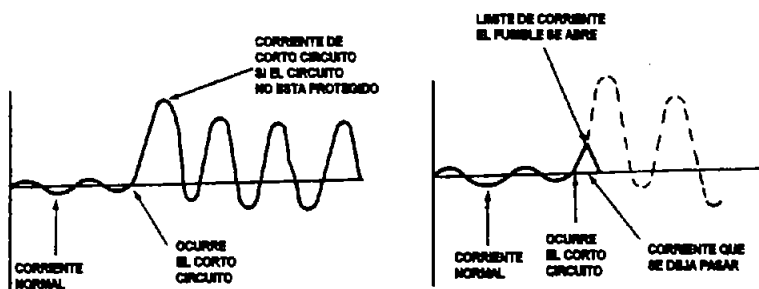 CORRIENTE DE
CORTO CIRCUITO
SI EL CIRCUITO
NO ESTA PROTEGIDO
CORRIENTE
NORMAL
OCURRE
EL CORTO
CIRCUITO
LIMITE DE CORRIENTE
EL FUSIBLE SE ABRE
CORRIENTE
NORMAL
OCURRE
EL CORTO
CIRCUITO
CORRIENTE QUE
SE DEJA PASAR